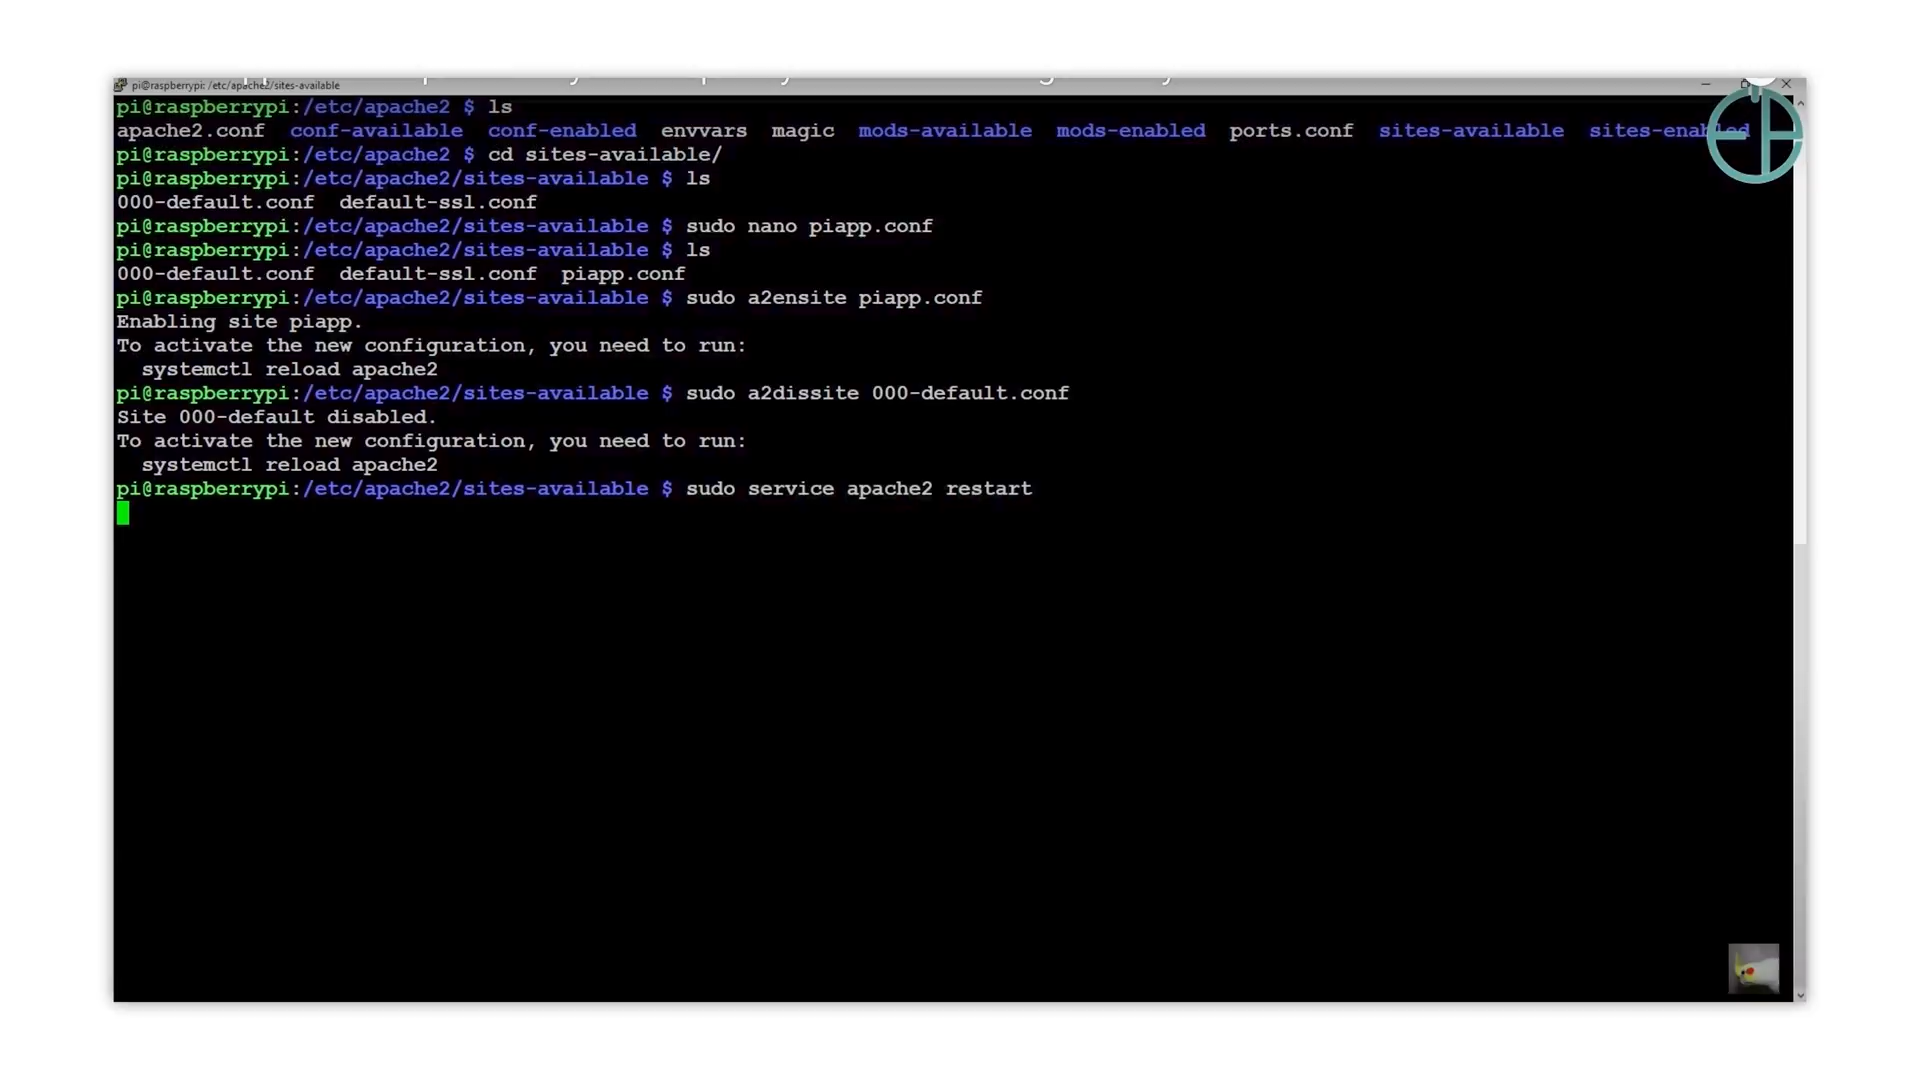 pi@raspberrypi: /etc/apache2/sites-available
pi@raspberrypi:/etc/apache2 $ ls
apache2.conf conf-available conf-enabled envvars magic mods-available mods-enabled ports.conf sites-available sites-enabled
pi@raspberrypi:/etc/apache2 $ cd sites-available/
pi@raspberrypi:/etc/apache2/sites-available $ ls
000-default.conf default-ssl.conf
pi@raspberrypi:/etc/apache2/sites-available $ sudo nano piapp.conf
pi@raspberrypi:/etc/apache2/sites-available $ ls
000-default.conf default-ssl.conf piapp.conf
pi@raspberrypi:/etc/apache2/sites-available $ sudo a2ensite piapp.conf
Enabling site piapp.
To activate the new configuration, you need to run:
systemctl reload apache2
pi@raspberrypi:/etc/apache2/sites-available $ sudo a2dissite 000-default.conf
Site 000-default disabled.
To activate the new configuration, you need to run:
systemctl reload apache2
pi@raspberrypi:/etc/apache2/sites-available $ sudo service apache2 restart